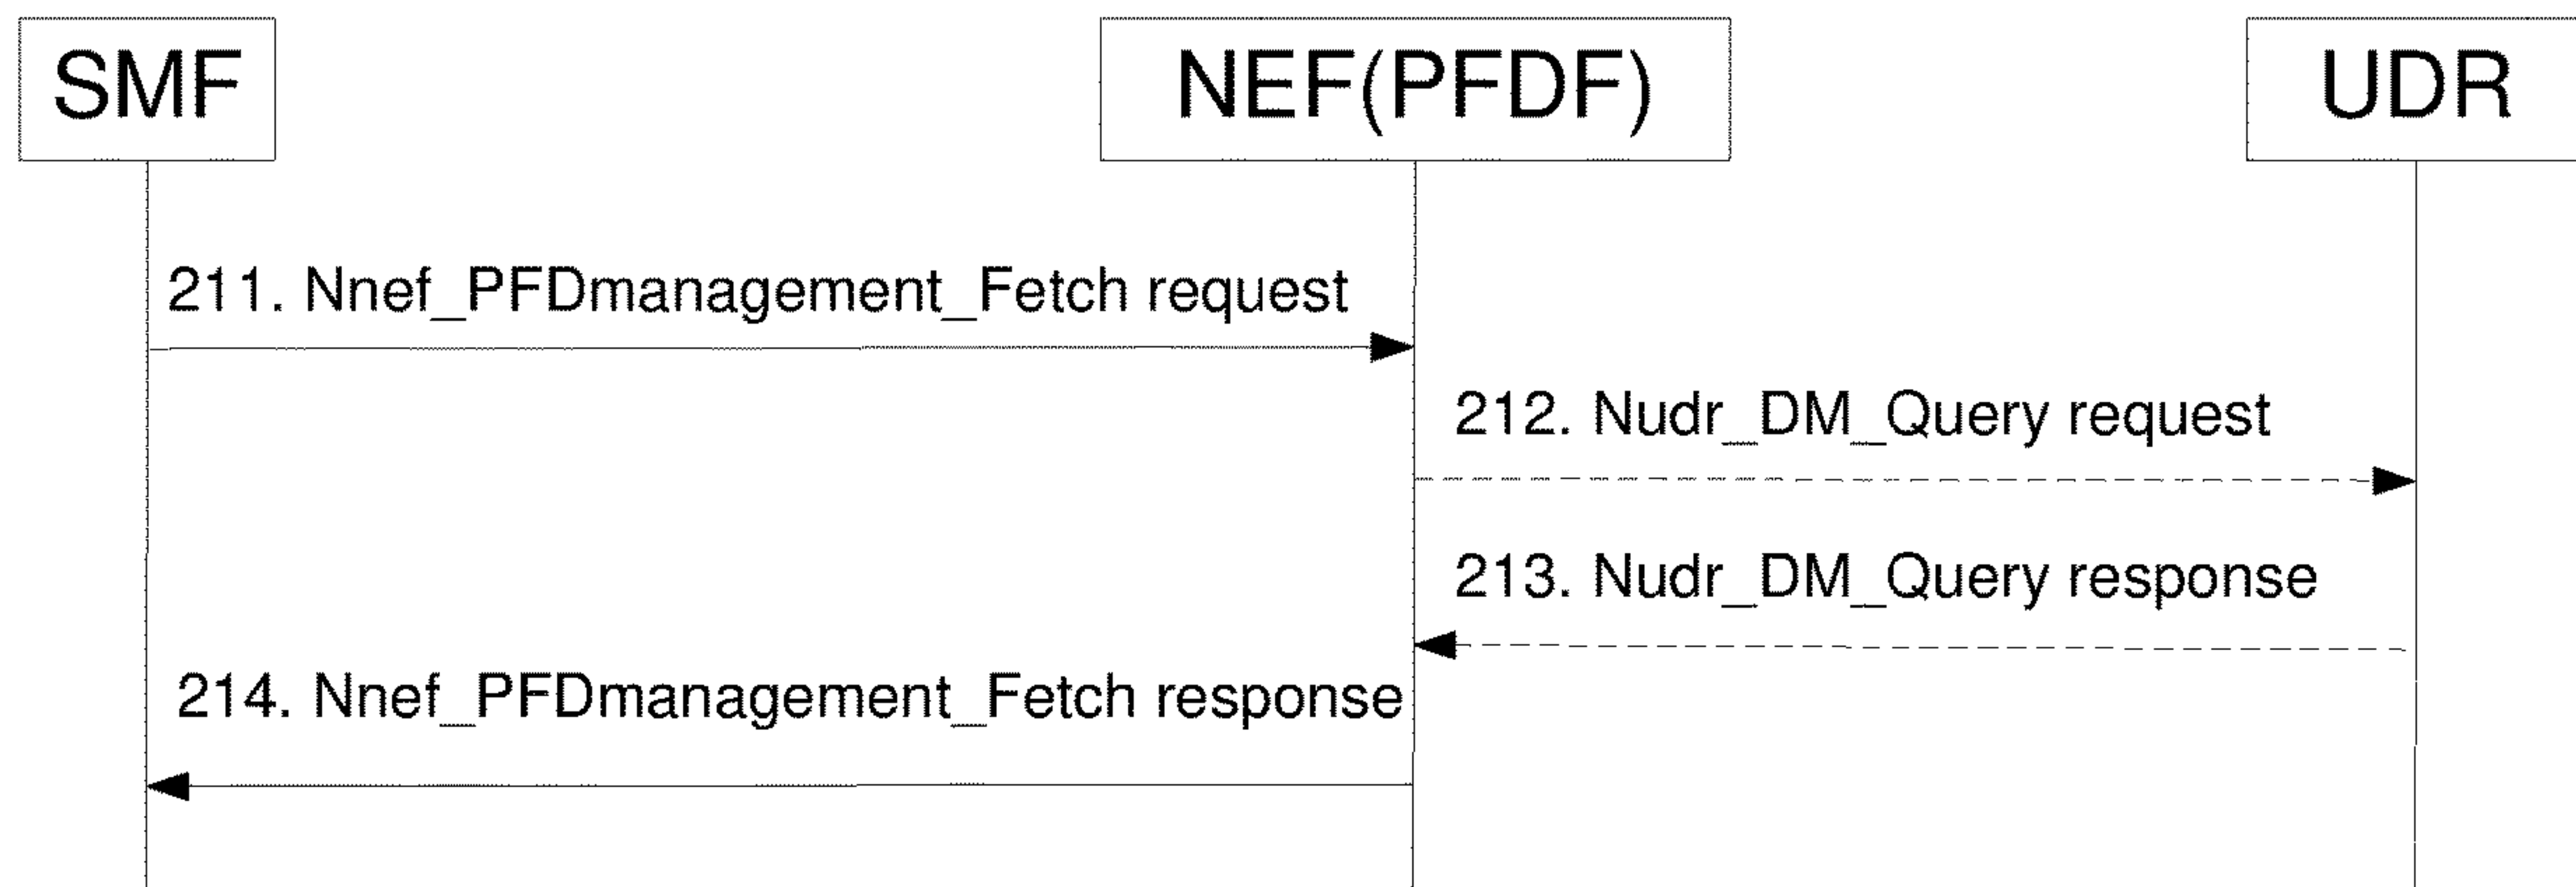 SMF
NEF(PFDF)
UDR
211. Nnef_PFDmanagement_Fetch request
212. Nudr_DM_Query request
213. Nudr_DM_Query response
214. Nnef_PFDmanagement_Fetch response